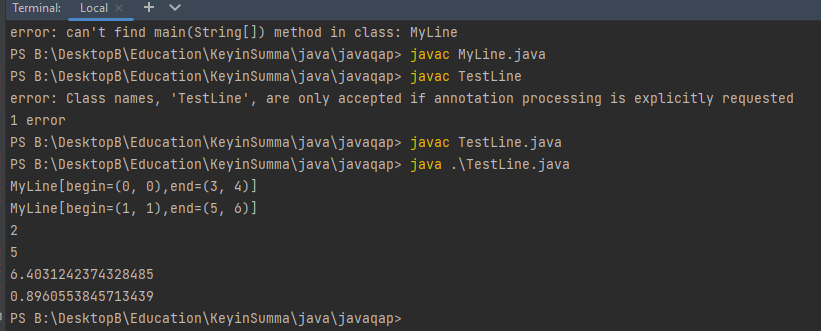 Terminal: Local × + ∨
error: can't find main(String[]) method in class: MyLine
PS B:\DesktopB\Education\KeyinSumma\java\javaqap> javac MyLine.java
PS B:\DesktopB\Education\KeyinSumma\java\javaqap> javac TestLine
error: Class names, 'TestLine', are only accepted if annotation processing is explicitly requested
1 error
PS B:\DesktopB\Education\KeyinSumma\java\javaqap> javac TestLine.java
PS B:\DesktopB\Education\KeyinSumma\java\javaqap> java .\TestLine.java
MyLine[begin=(0, 0),end=(3, 4)]
MyLine[begin=(1, 1),end=(5, 6)]
2
5
6.4031242374328485
0.8960553845713439
PS B:\DesktopB\Education\KeyinSumma\java\javaqap>